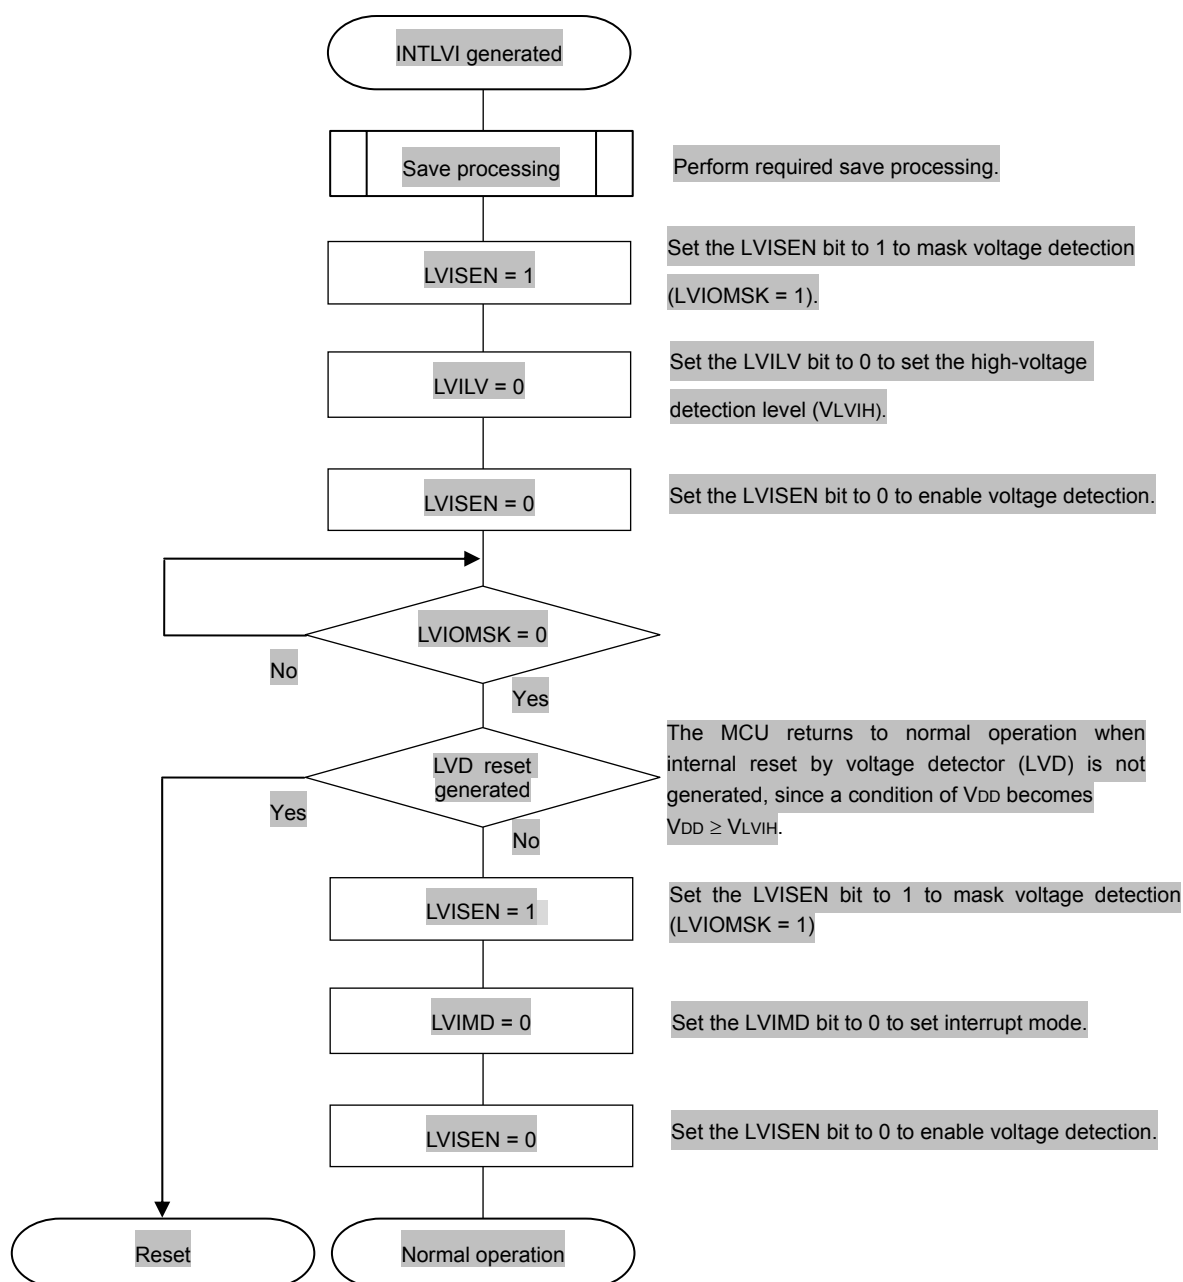 INTLVI generated
Save processing
Perform required save processing.
LVISEN = 1
Set the LVISEN bit to 1 to mask voltage detection
(LVIOMSK = 1).
LVILV = 0
Set the LVILV bit to 0 to set the high-voltage
detection level (VLVIH).
LVISEN = 0
Set the LVISEN bit to 0 to enable voltage detection.
LVIOMSK = 0
No
Yes
LVD reset
generated
The MCU returns to normal operation when
internal reset by voltage detector (LVD) is not
generated, since a condition of VDD becomes
VDD ≥ VLVIH.
Yes
No
LVISEN = 1
Set the LVISEN bit to 1 to mask voltage detection
(LVIOMSK = 1)
LVIMD = 0
Set the LVIMD bit to 0 to set interrupt mode.
LVISEN = 0
Set the LVISEN bit to 0 to enable voltage detection.
Reset
Normal operation